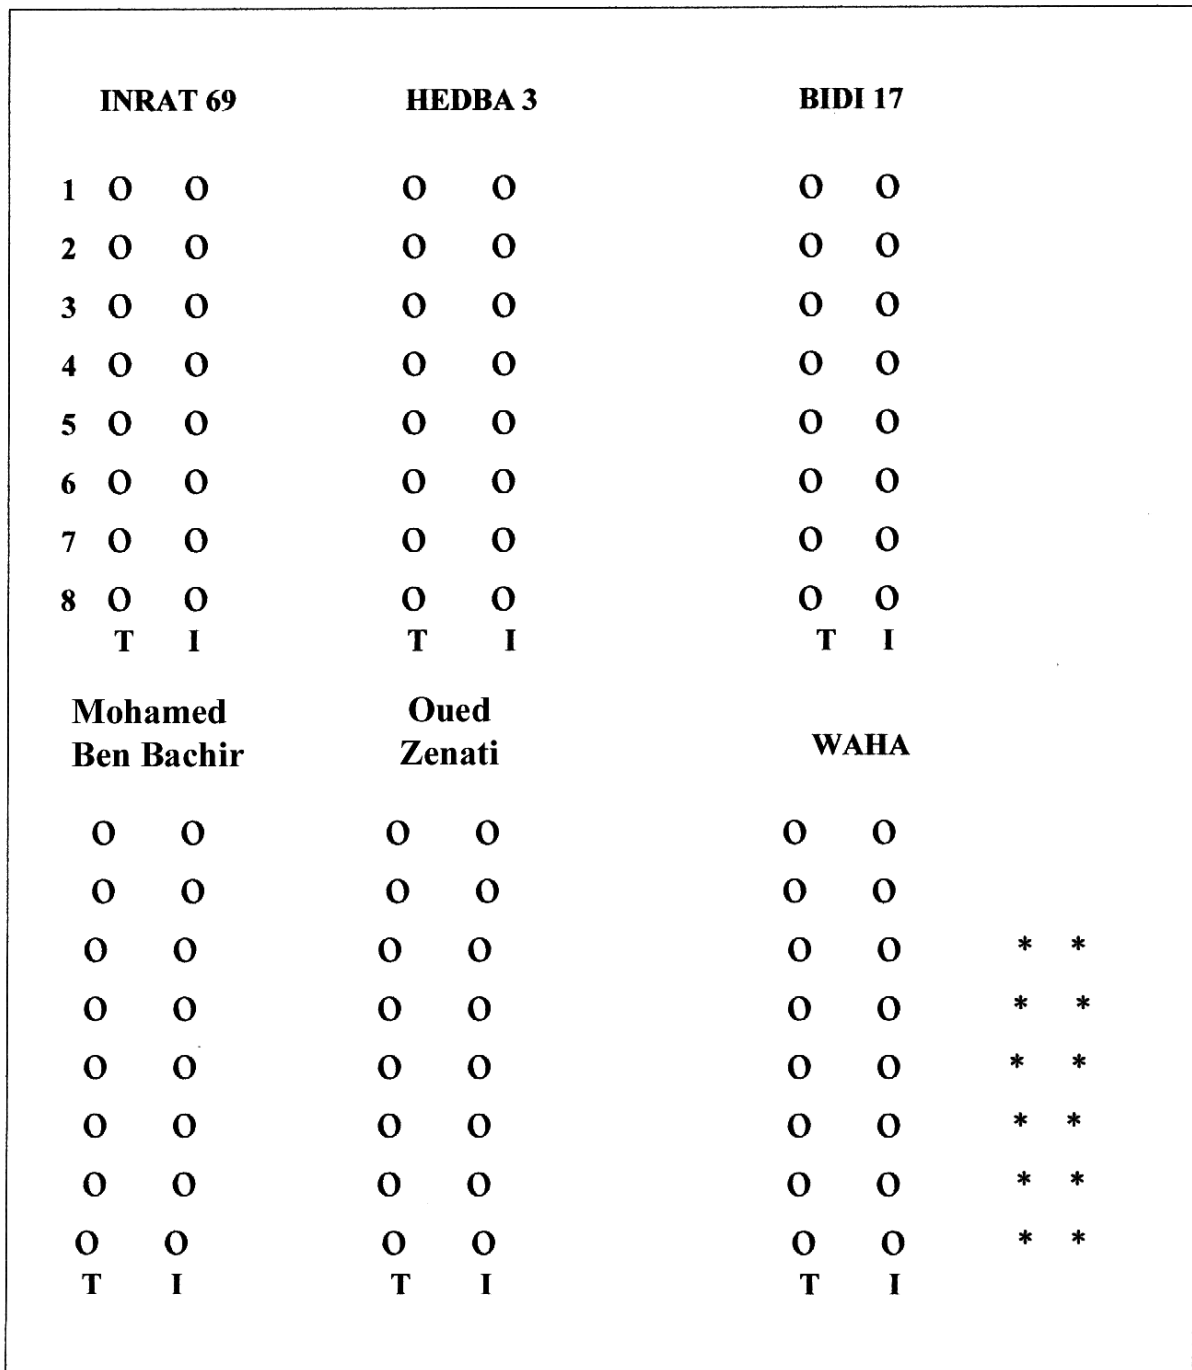 INRAT 69 HEDBA 3 BIDI 17
1 O O O O O O
2 O O O O O O
3 O O O O O O
4 O O O O O O
5 O O O O O O
6 O O O O O O
7 O O O O O O
8 O O O O O O
T I T I T I
Mohamed Oued
Ben Bachir Zenati WAHA
O O O O O O
O O O O O O
O O O O O O * *
O O O O O O * *
O O O O O O * *
O O O O O O * *
O O O O O O * *
O O O O O O * *
T I T I T I